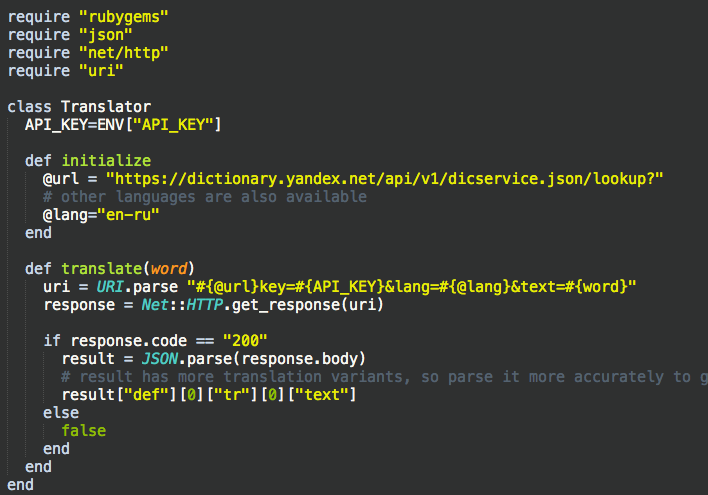 require "rubygems"
require "json"
require "net/http"
require "uri"

class Translator
  API_KEY=ENV["API_KEY"]

  def initialize
    @url = "https://dictionary.yandex.net/api/v1/dicservice.json/lookup?"
    # other languages are also available
    @lang="en-ru"
  end

  def translate(word)
    uri = URI.parse "#{@url}key=#{API_KEY}&lang=#{@lang}&text=#{word}"
    response = Net::HTTP.get_response(uri)

    if response.code == "200"
      result = JSON.parse(response.body)
      # result has more translation variants, so parse it more accurately to g
      result["def"][0]["tr"][0]["text"]
    else
      false
    end
  end
end